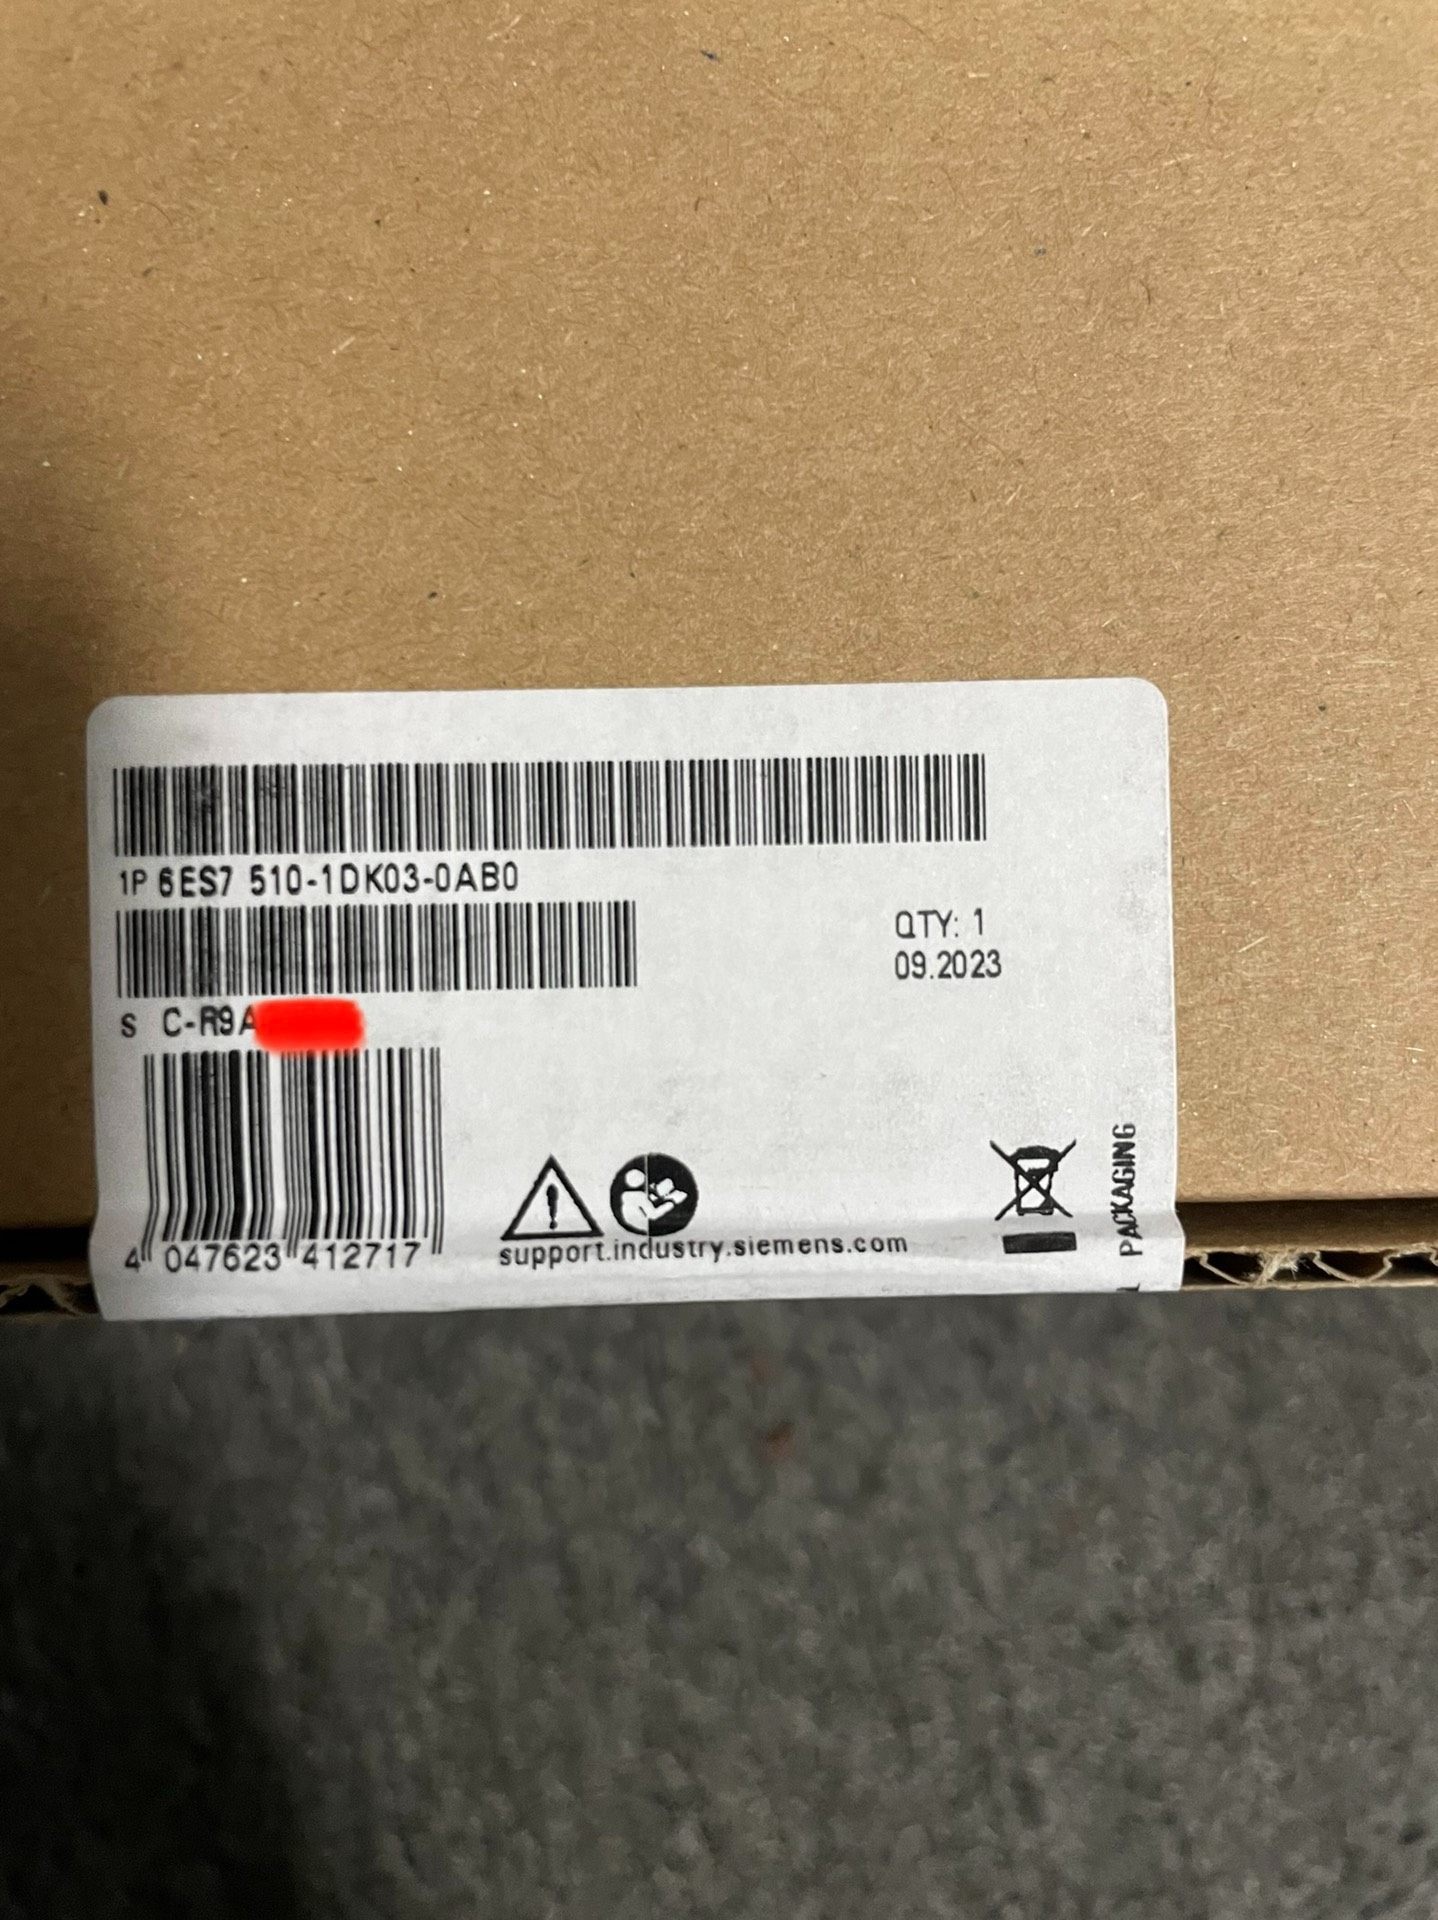 1P 6ES7 510-1DK03-0AB0
QTY: 1
09.2023
S C-R9A
4 047623 412717
support.industry.siemens.com
PACKAGING